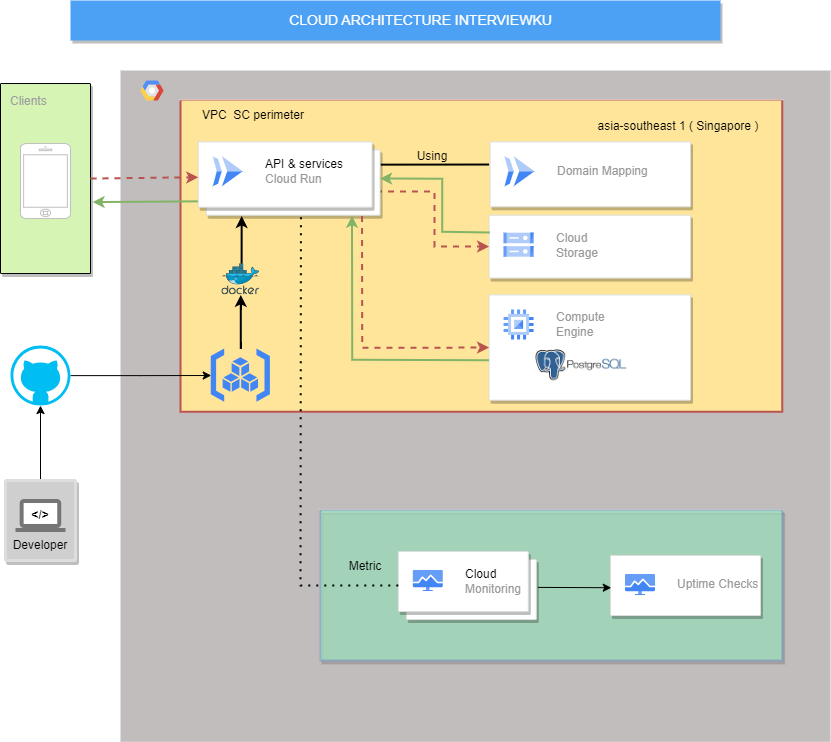 CLOUD ARCHITECTURE INTERVIEWKU
Clients
VPC  SC perimeter
asia-southeast 1 ( Singapore )
API & services
Cloud Run
Using
Domain Mapping
Cloud
Storage
docker
Compute
Engine
PostgreSQL
</>
Developer
Metric
Cloud
Monitoring
Uptime Checks